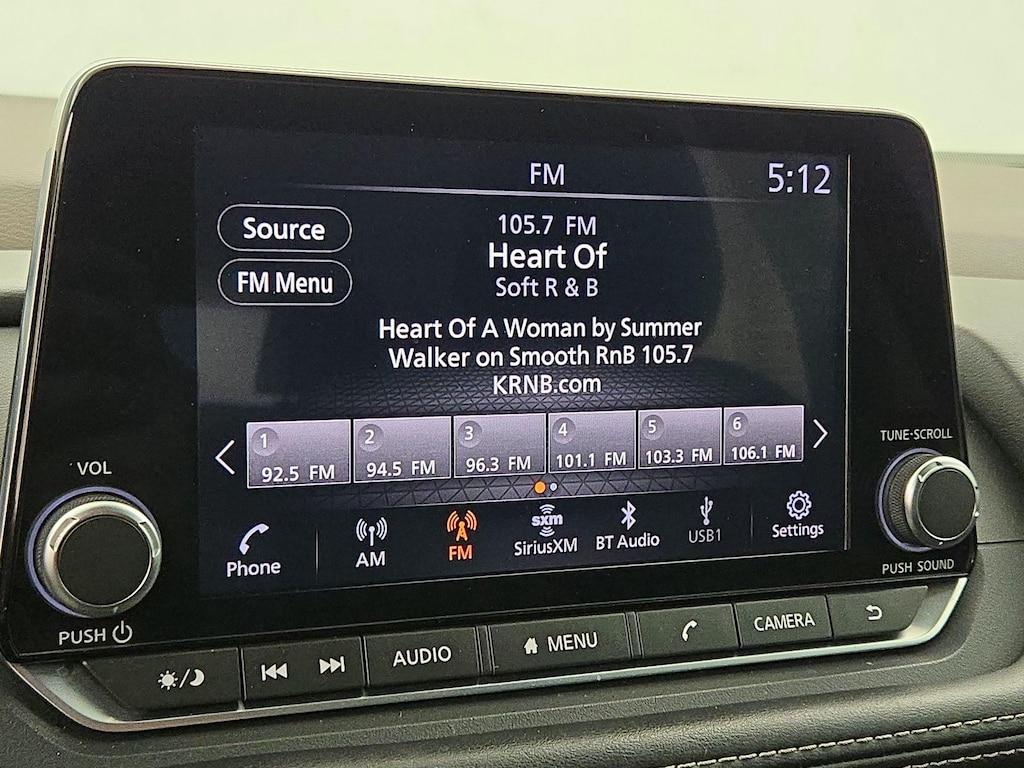 FM
5:12
Source
FM Menu
105.7 FM
Heart Of
Soft R & B
Heart Of A Woman by Summer
Walker on Smooth RnB 105.7
KRNB.com
1
92.5 FM
2
94.5 FM
3
96.3 FM
4
101.1 FM
5
103.3 FM
6
106.1 FM
VOL
TUNE·SCROLL
Phone
AM
FM
sxm
SiriusXM
BT Audio
USB1
Settings
PUSH
PUSH SOUND
AUDIO
MENU
CAMERA